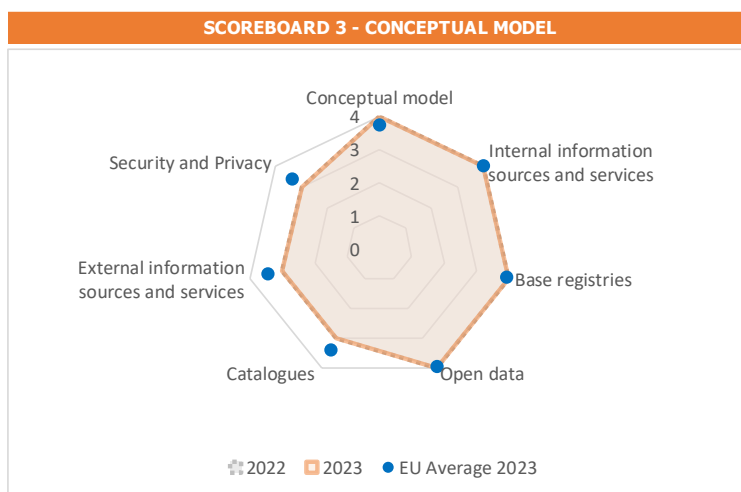 SCOREBOARD 3 - CONCEPTUAL MODEL
Conceptual model
4
3
2
1
0
Internal information
sources and services
Base registries
Open data
Catalogues
External information
sources and services
Security and Privacy
2022
2023
EU Average 2023